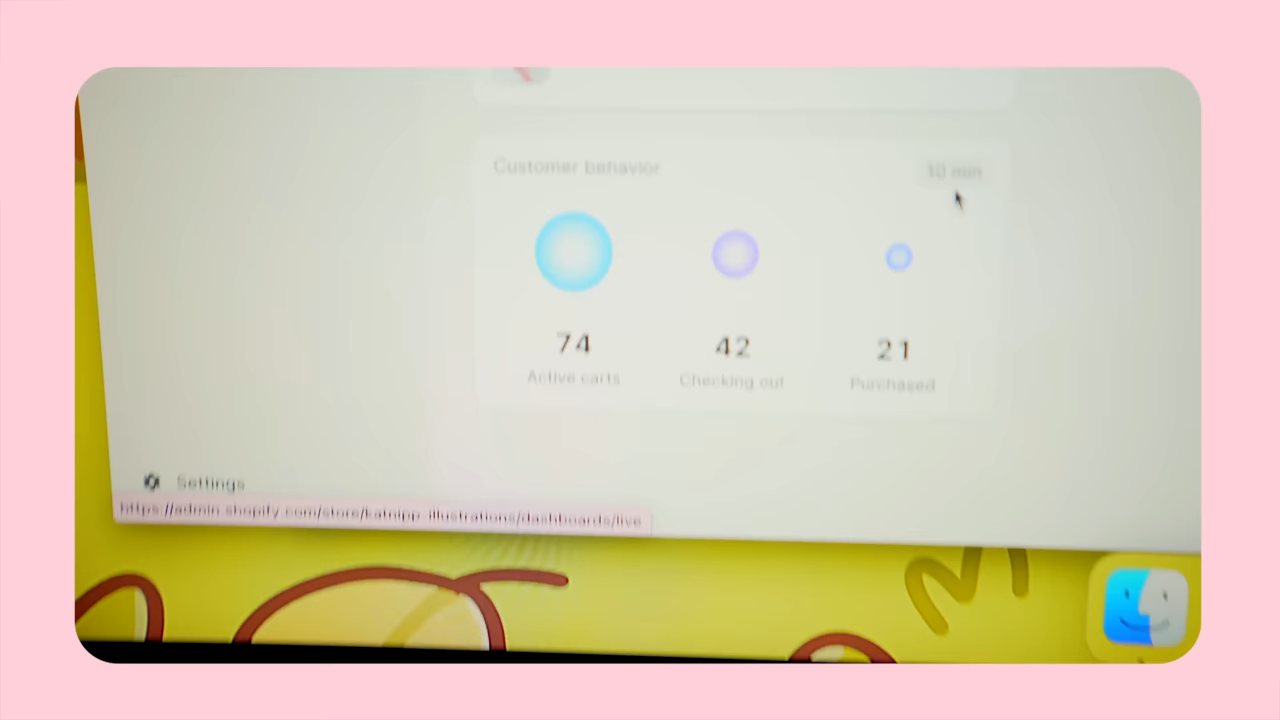 Customer behavior
10 min
74
42
21
Active carts
Checking out
Purchased
Settings
https://admin.shopify.com/store/katnipp-illustrations/dashboards/live